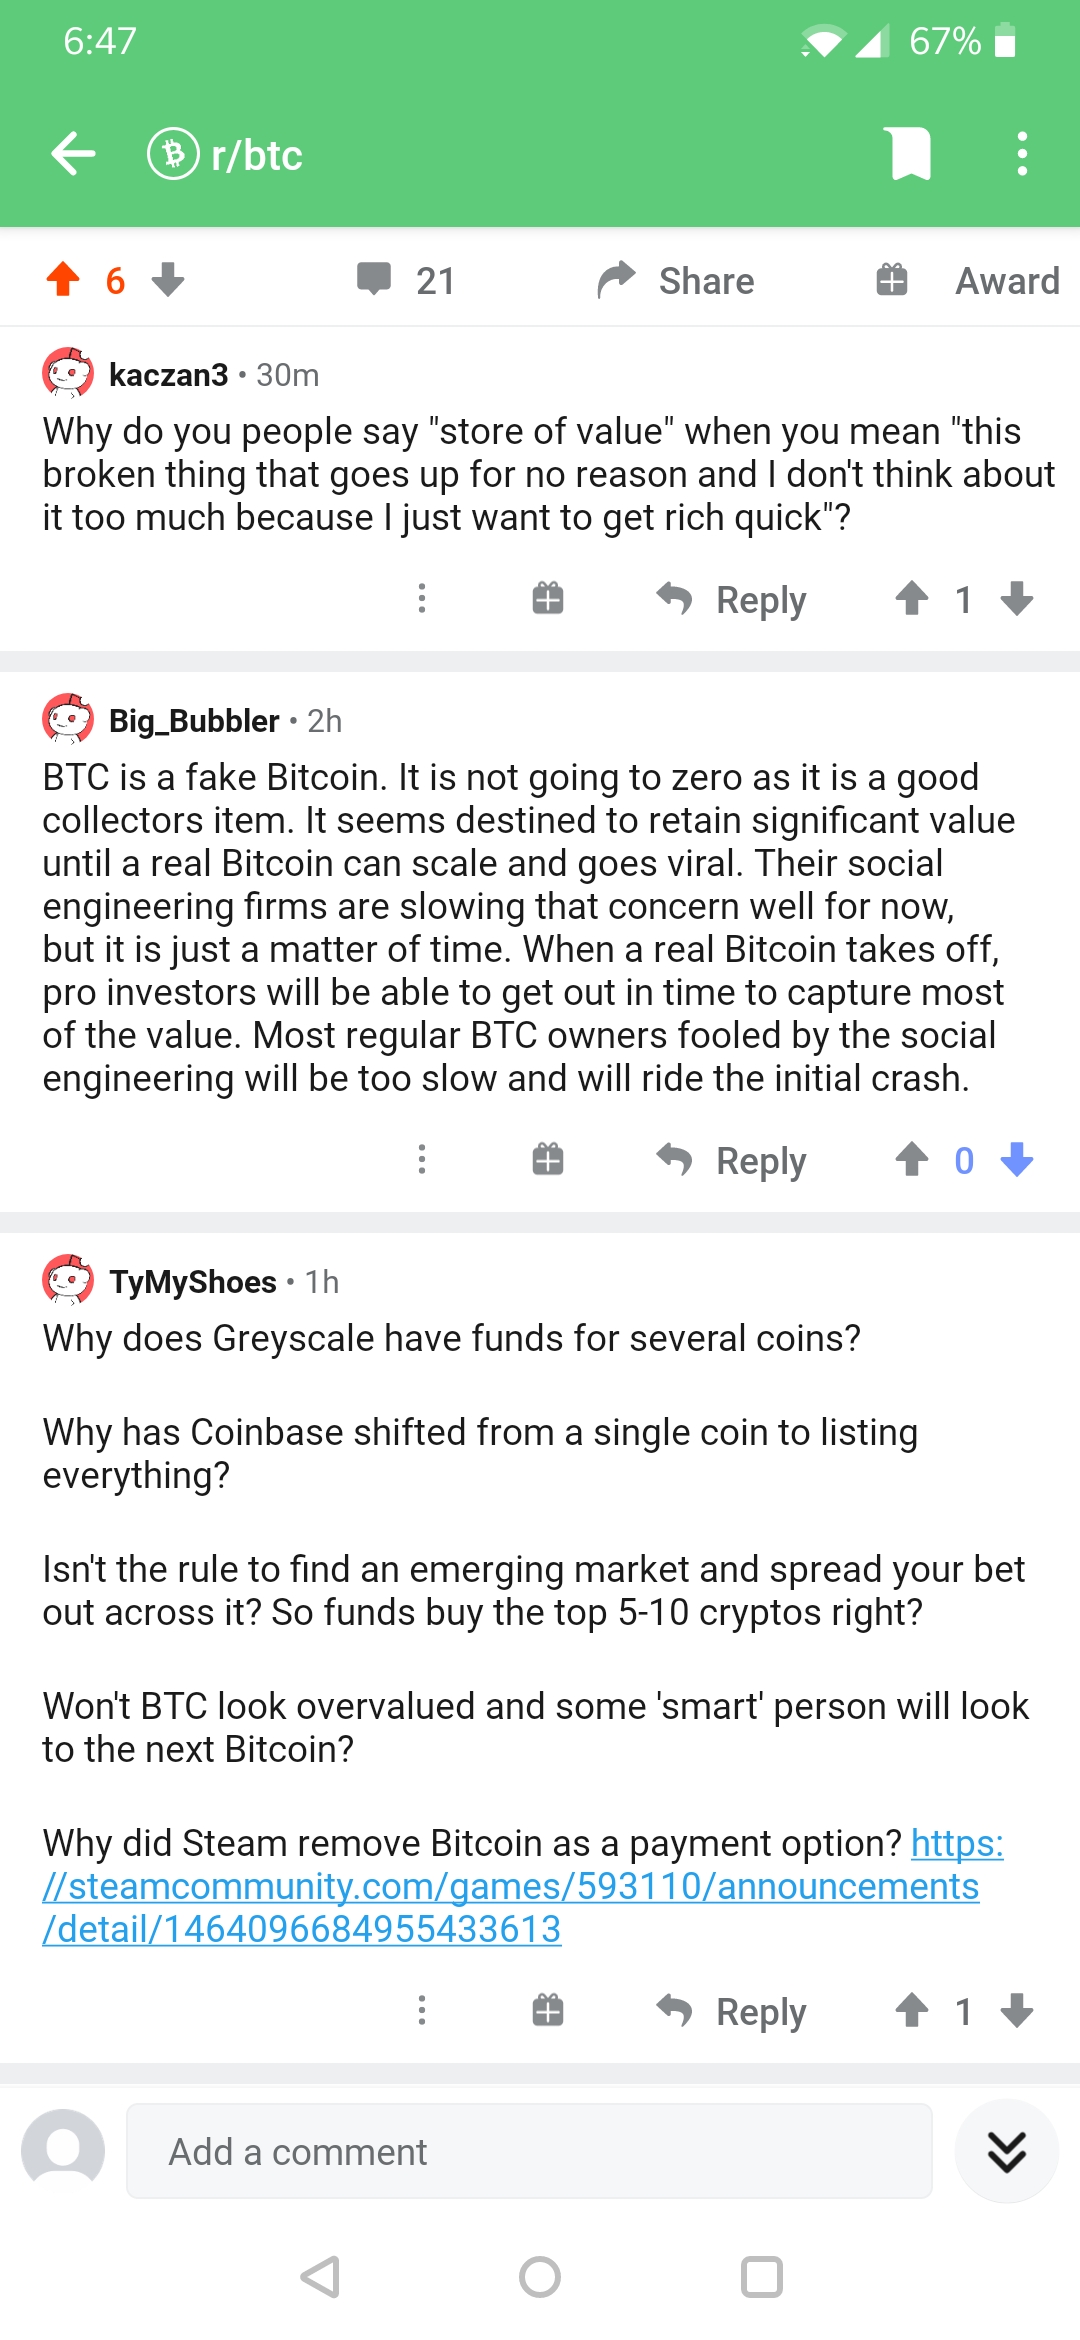 6:47
67%
r/btc
6
21
Share
Award
kaczan3 • 30m
Why do you people say "store of value" when you mean "this
broken thing that goes up for no reason and I don't think about
it too much because I just want to get rich quick"?
Reply
1
Big_Bubbler • 2h
BTC is a fake Bitcoin. It is not going to zero as it is a good
collectors item. It seems destined to retain significant value
until a real Bitcoin can scale and goes viral. Their social
engineering firms are slowing that concern well for now,
but it is just a matter of time. When a real Bitcoin takes off,
pro investors will be able to get out in time to capture most
of the value. Most regular BTC owners fooled by the social
engineering will be too slow and will ride the initial crash.
Reply
0
TyMyShoes • 1h
Why does Greyscale have funds for several coins?
Why has Coinbase shifted from a single coin to listing
everything?
Isn't the rule to find an emerging market and spread your bet
out across it? So funds buy the top 5-10 cryptos right?
Won't BTC look overvalued and some 'smart' person will look
to the next Bitcoin?
Why did Steam remove Bitcoin as a payment option? https:
//steamcommunity.com/games/593110/announcements
/detail/1464096684955433613
Reply
1
Add a comment